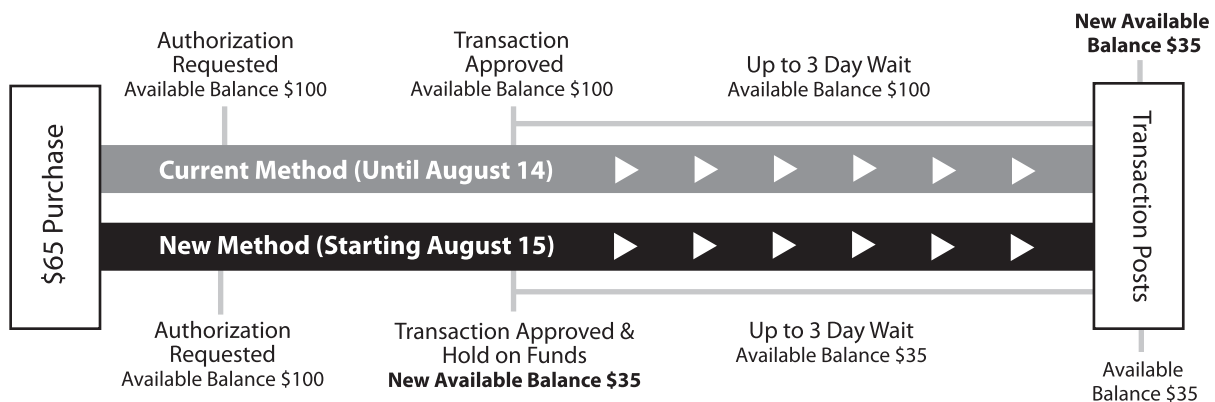 $65 Purchase
Authorization
Requested
Available Balance $100
Transaction
Approved
Available Balance $100
Up to 3 Day Wait
Available Balance $100
New Available
Balance $35
Current Method (Until August 14)
New Method (Starting August 15)
Transaction Posts
Authorization
Requested
Available Balance $100
Transaction Approved &
Hold on Funds
New Available Balance $35
Up to 3 Day Wait
Available Balance $35
Available
Balance $35